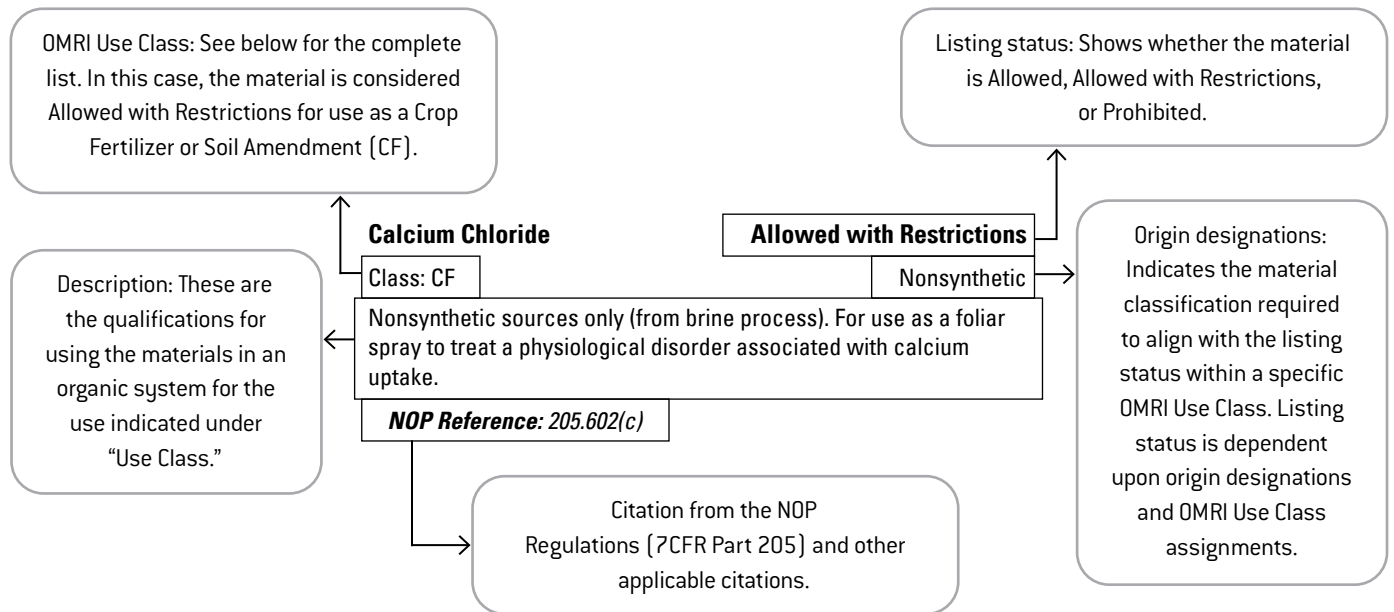 OMRI Use Class: See below for the complete
list. In this case, the material is considered
Allowed with Restrictions for use as a Crop
Fertilizer or Soil Amendment (CF).
Listing status: Shows whether the material
is Allowed, Allowed with Restrictions,
or Prohibited.
Calcium Chloride
Allowed with Restrictions
Class: CF
Nonsynthetic
Nonsynthetic sources only (from brine process). For use as a foliar
spray to treat a physiological disorder associated with calcium
uptake.
NOP Reference: 205.602(c)
Description: These are
the qualifications for
using the materials in an
organic system for the
use indicated under
“Use Class.”
Origin designations:
Indicates the material
classification required
to align with the listing
status within a specific
OMRI Use Class. Listing
status is dependent
upon origin designations
and OMRI Use Class
assignments.
Citation from the NOP
Regulations (7CFR Part 205) and other
applicable citations.